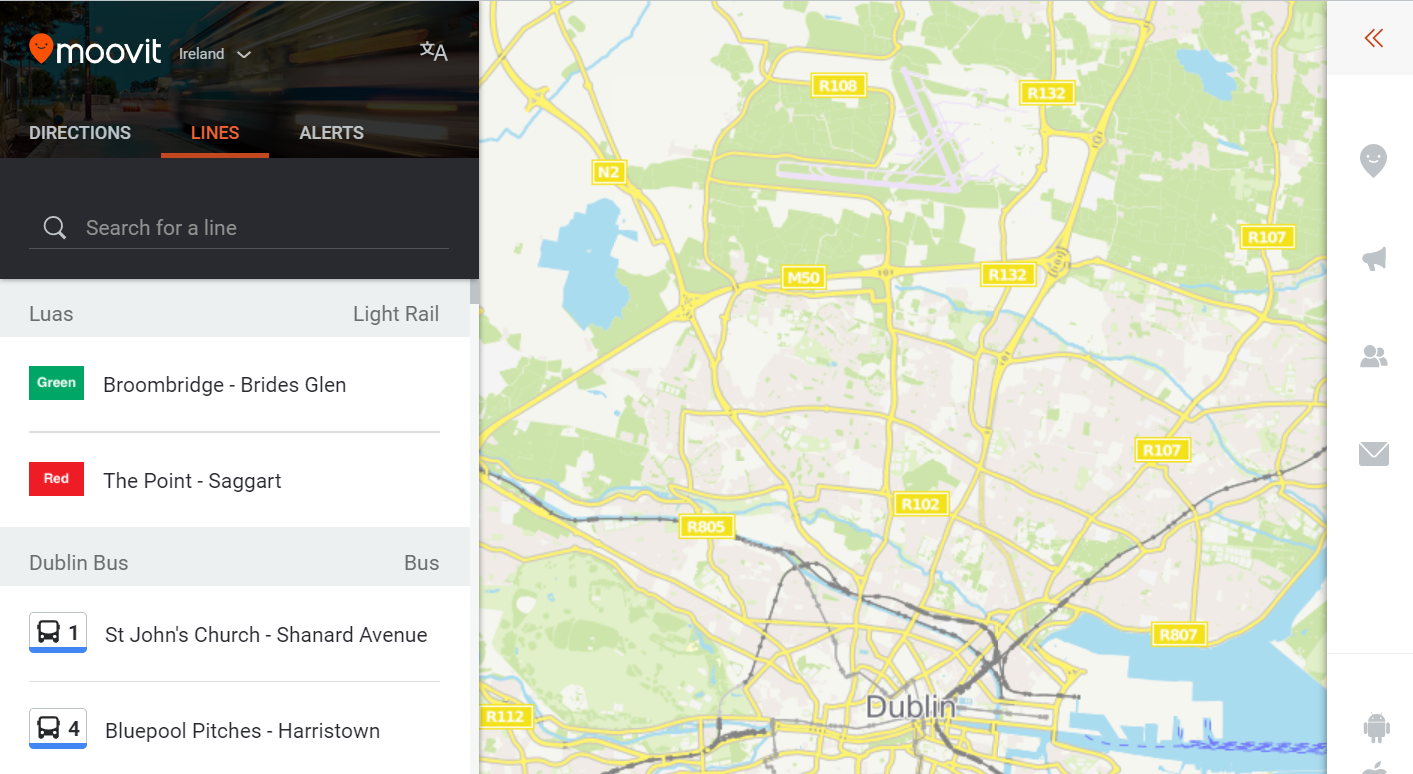 moovit
Ireland
文A
DIRECTIONS
LINES
ALERTS
Search for a line
Luas
Light Rail
Green
Broombridge - Brides Glen
Red
The Point - Saggart
Dublin Bus
Bus
1
St John's Church - Shanard Avenue
4
Bluepool Pitches - Harristown
R108
R132
N2
R107
M50
R132
R107
R102
R805
R807
Dublin
R112